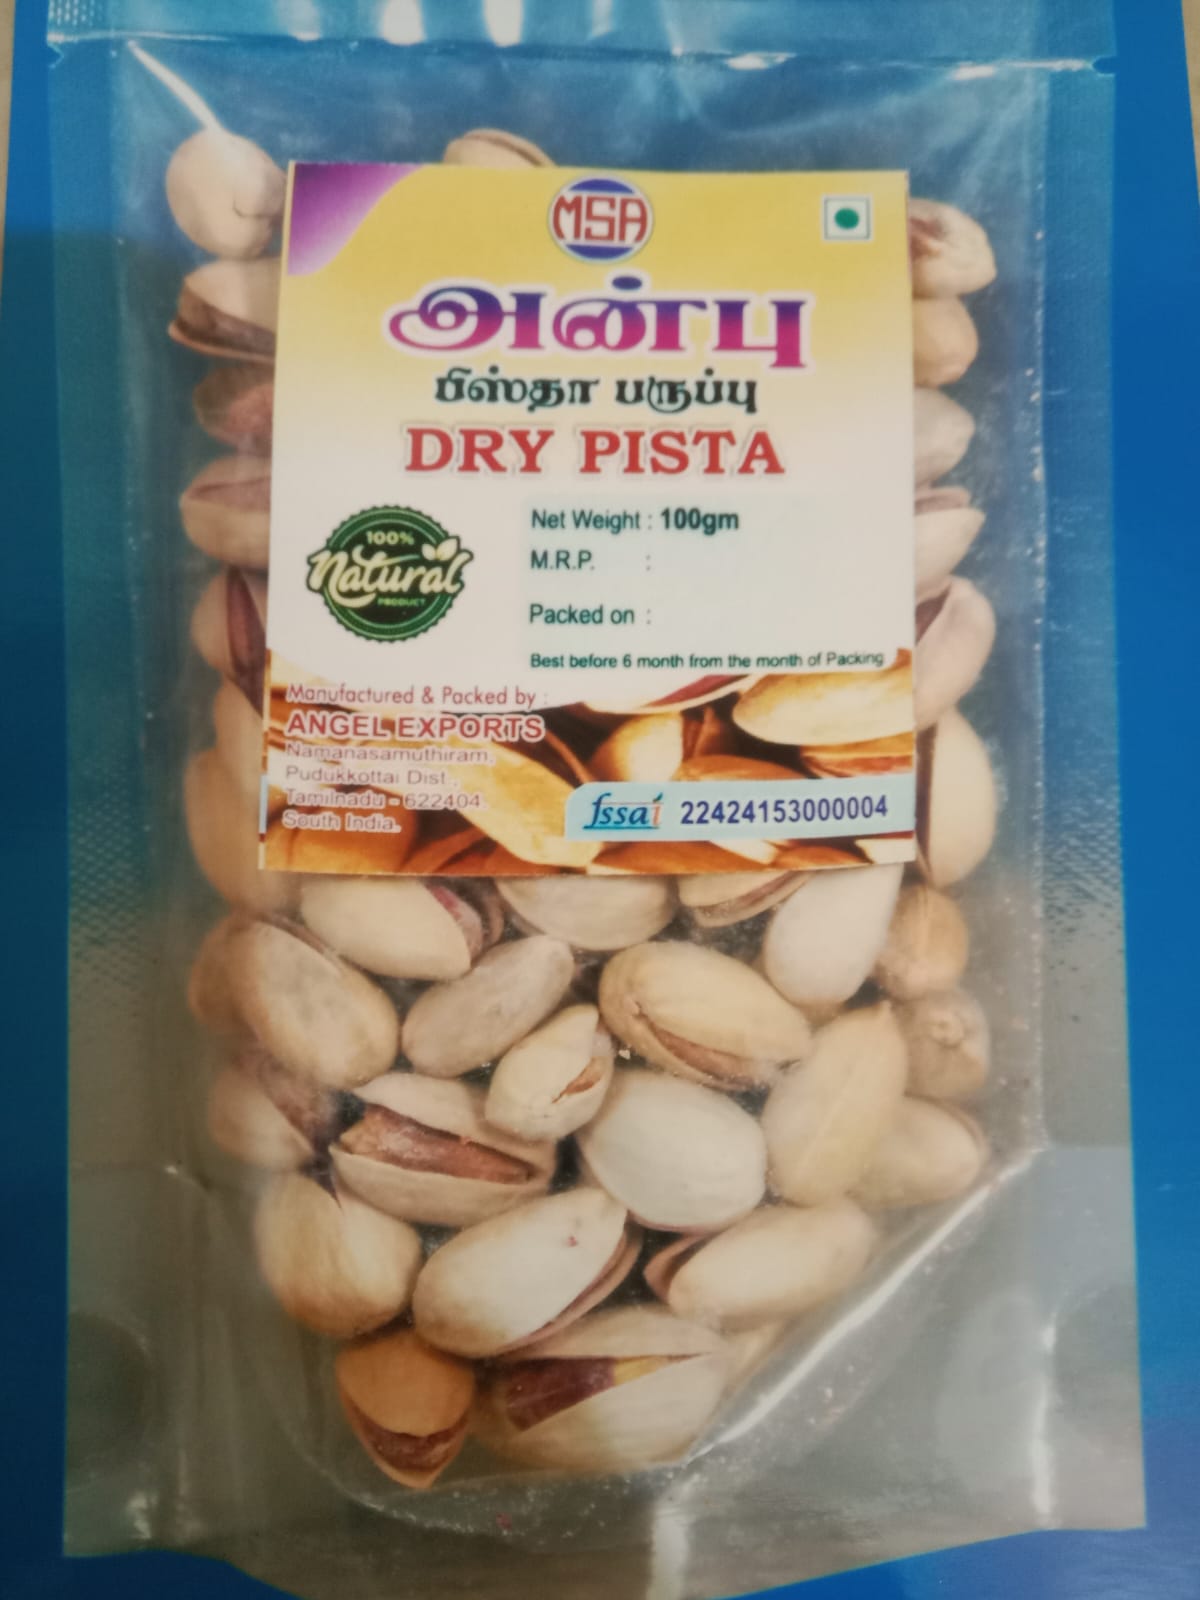 MSA
அன்பு
பிஸ்தா பருப்பு
DRY PISTA
100%
Natural
PRODUCT
Net Weight : 100gm
M.R.P. :
Packed on :
Best before 6 month from the month of Packing
Manufactured & Packed by :
ANGEL EXPORTS
Namanasamuthiram,
Pudukkottai Dist.,
Tamilnadu - 622404.
South India.
fssai 22424153000004